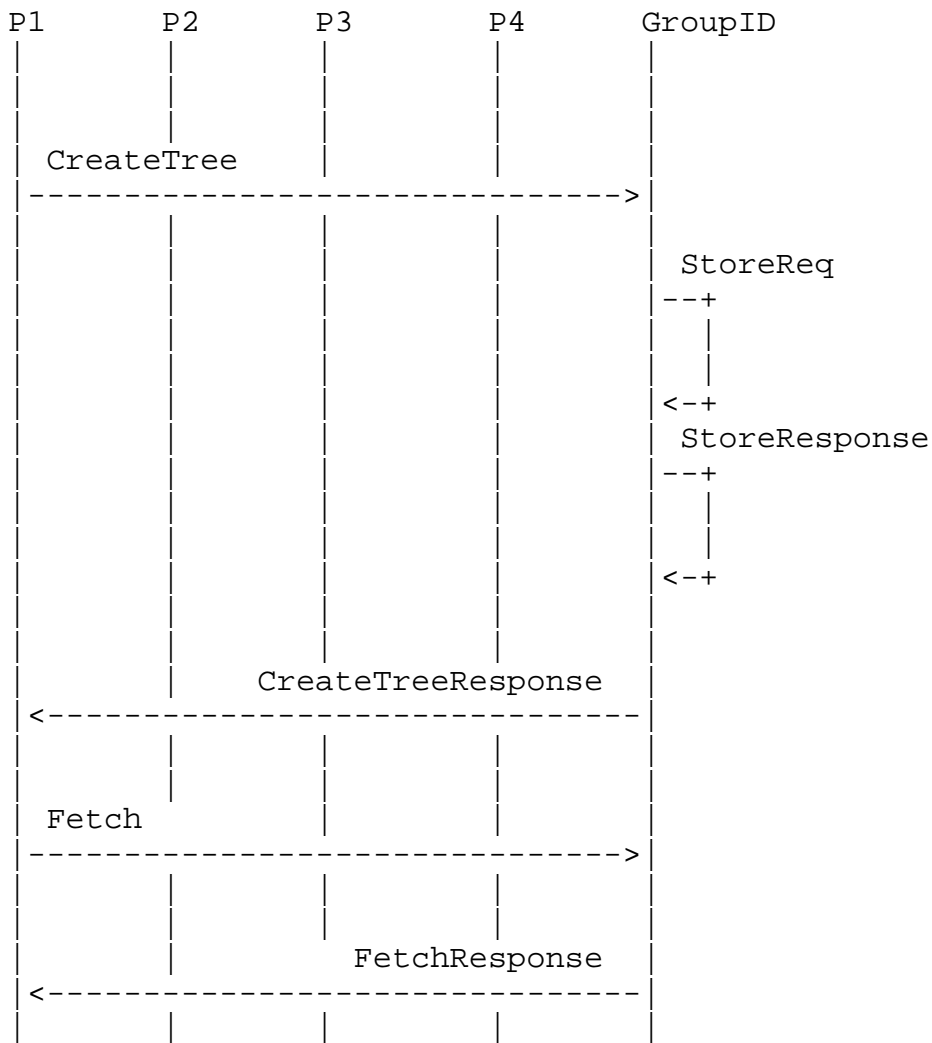 P1 P2 P3 P4 GroupID
CreateTree
StoreReq
StoreResponse
CreateTreeResponse
Fetch
FetchResponse